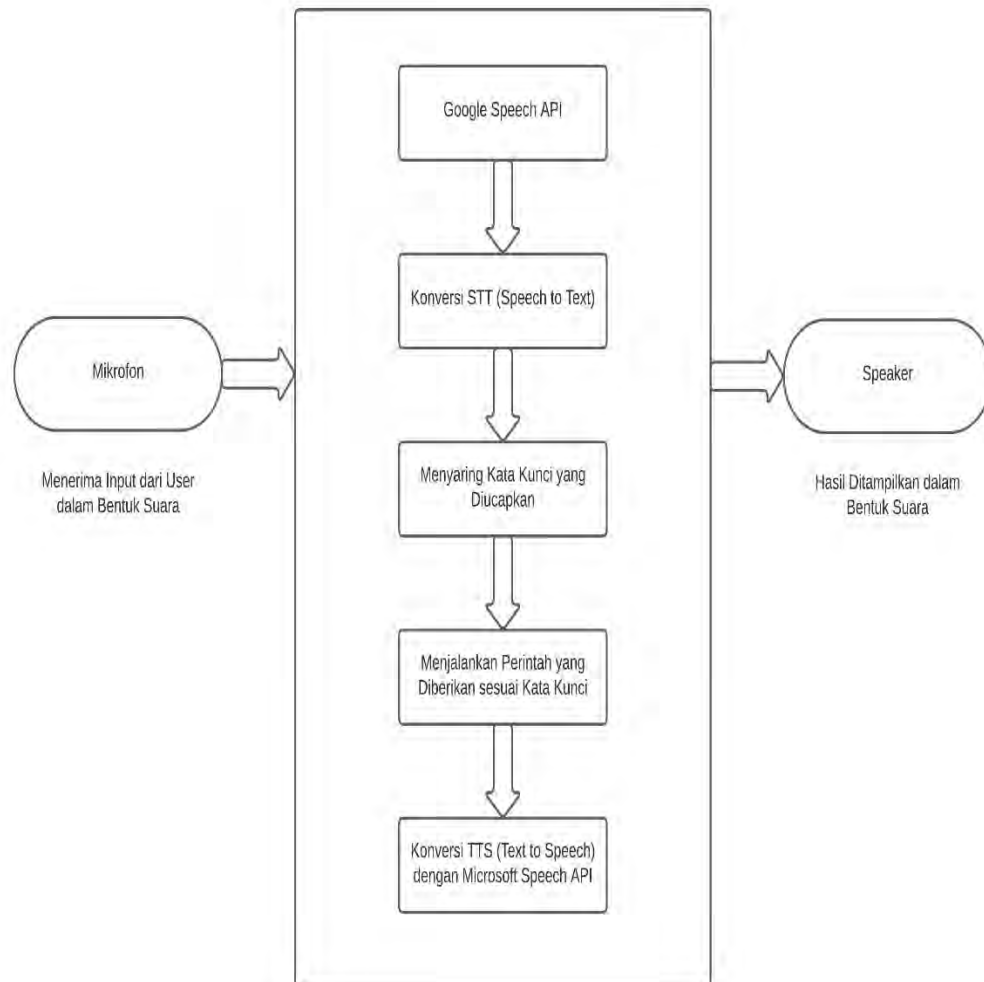 Google Speech API
Konversi STT (Speech to Text)
Mikrofon
Speaker
Menerima Input dari User
dalam Bentuk Suara
Menyaring Kata Kunci yang
Diucapkan
Hasil Ditampilkan dalam
Bentuk Suara
Menjalankan Perintah yang
Diberikan sesuai Kata Kunci
Konversi TTS (Text to Speech)
dengan Microsoft Speech API